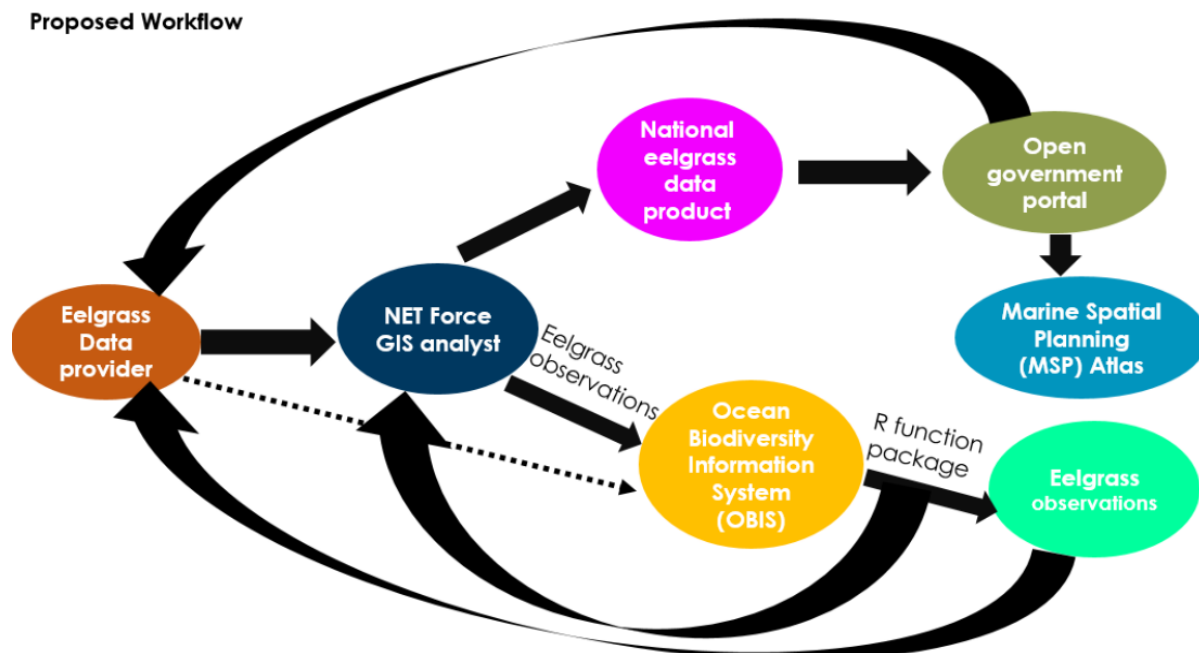 Proposed Workflow
National
eelgrass
data
product
Open
government
portal
Eelgrass
Data
provider
NET Force
GIS analyst
Marine Spatial
Planning
(MSP) Atlas
Eelgrass
observations
Ocean
Biodiversity
Information
System
(OBIS)
R function
package
Eelgrass
observations